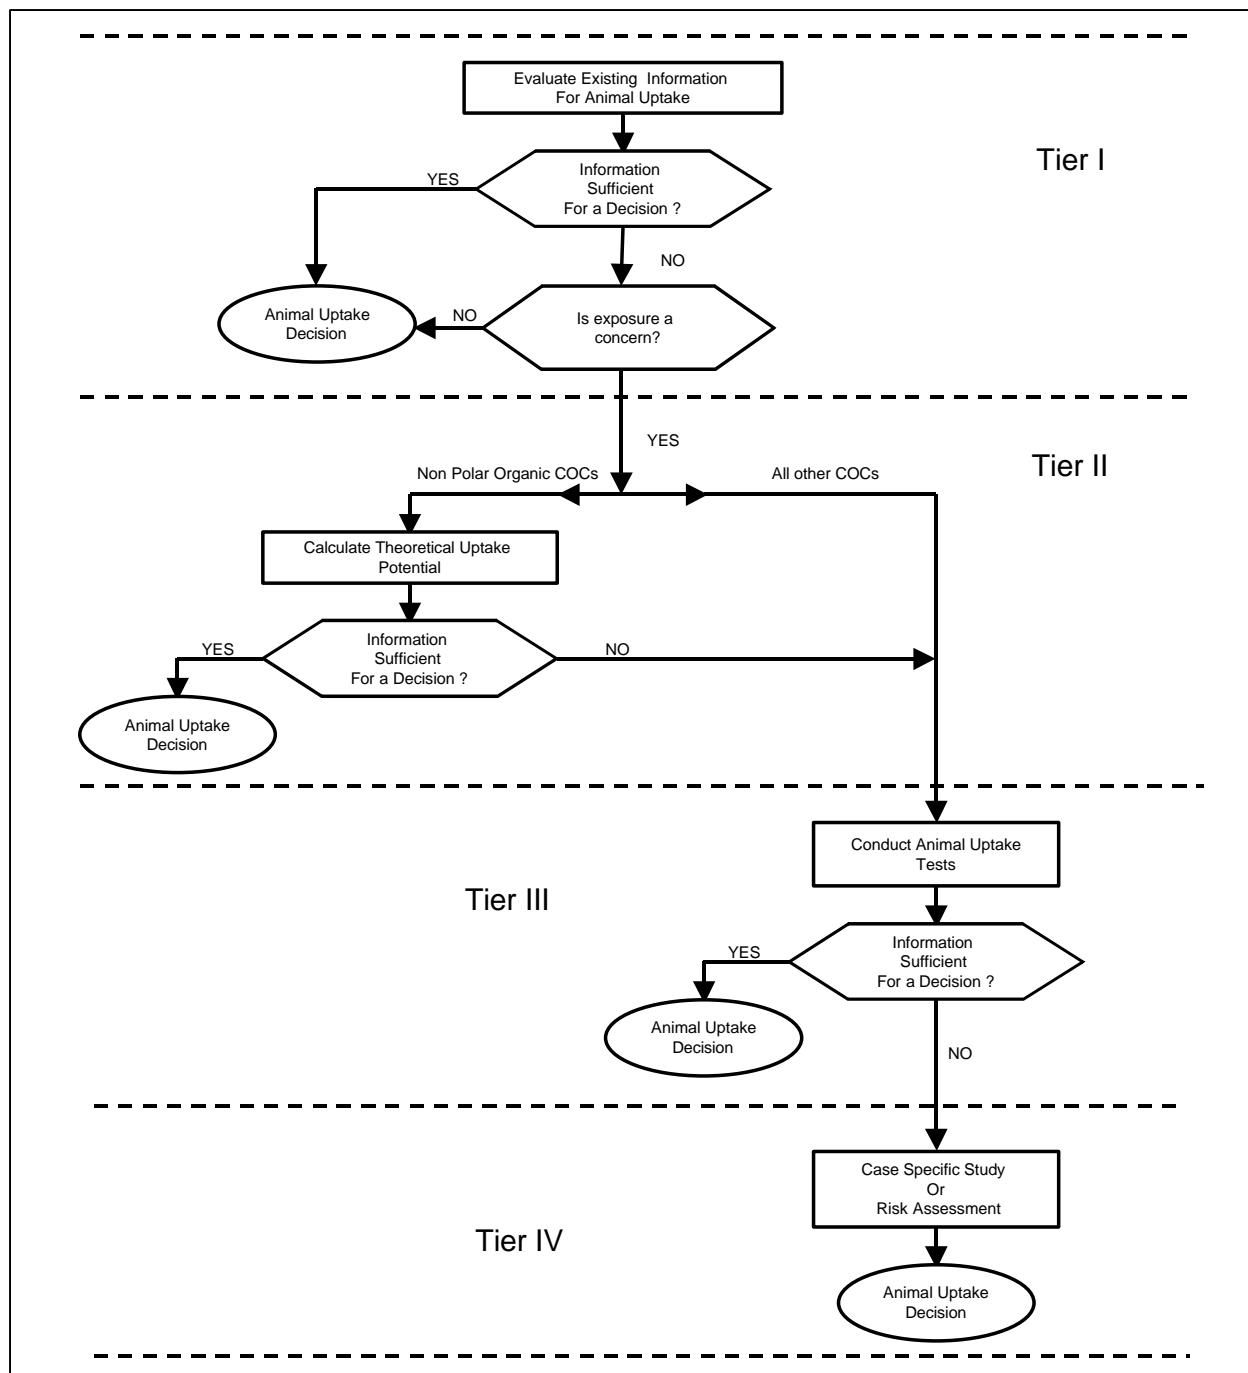 Evaluate Existing Information
For Animal Uptake
Tier I
Information
Sufficient
For a Decision ?
YES
NO
Animal Uptake
Decision
NO
Is exposure a
concern?
YES
Tier II
Non Polar Organic COCs
All other COCs
Calculate Theoretical Uptake
Potential
Information
Sufficient
For a Decision ?
YES
NO
Animal Uptake
Decision
Conduct Animal Uptake
Tests
Tier III
Information
Sufficient
For a Decision ?
YES
Animal Uptake
Decision
NO
Case Specific Study
Or
Risk Assessment
Tier IV
Animal Uptake
Decision